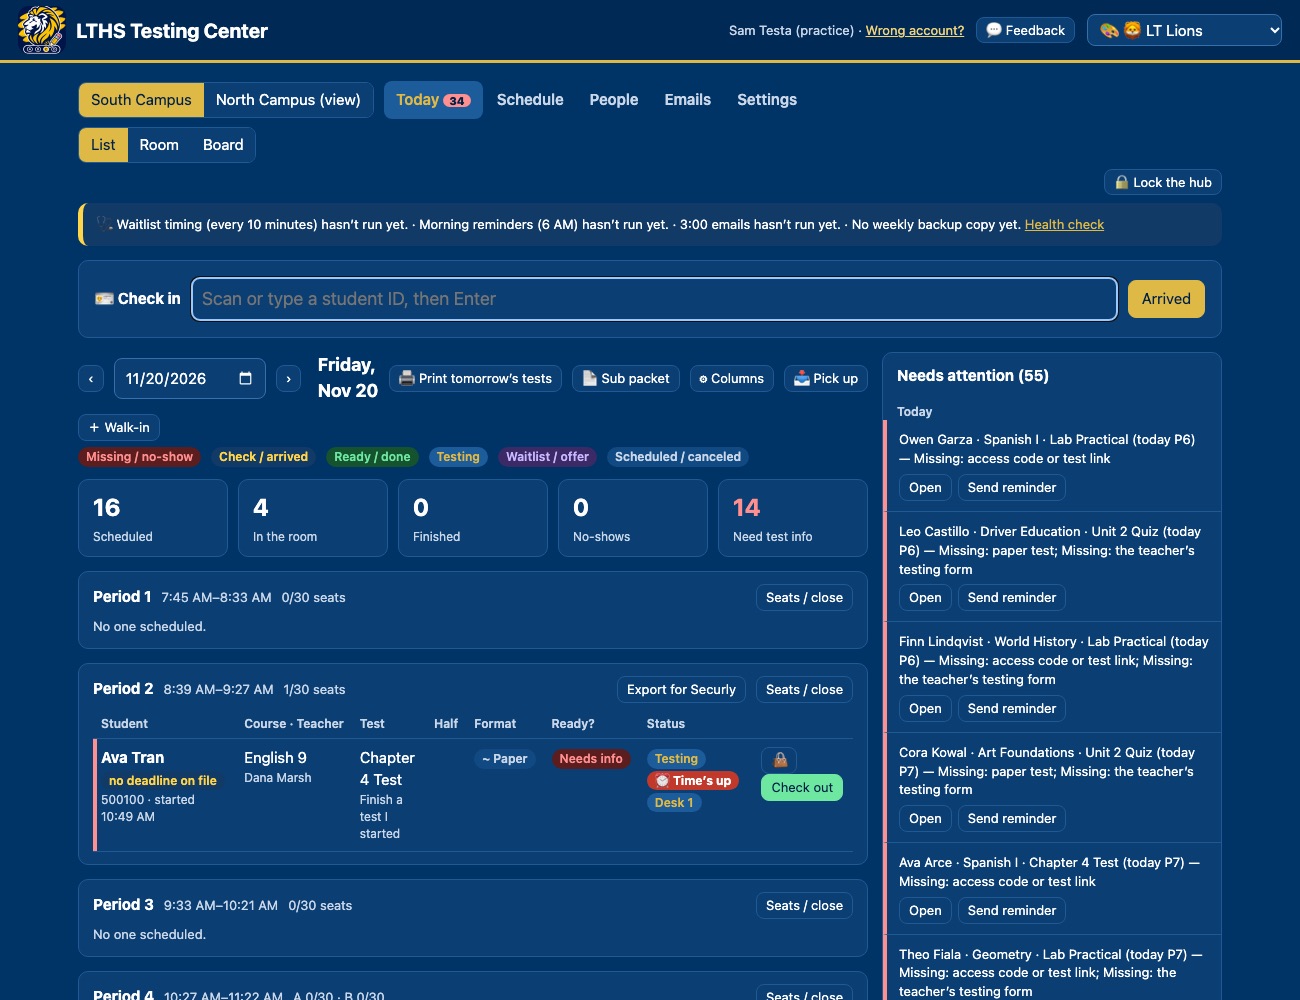 LTHS Testing Center
Sam Testa (practice) · Wrong account?
Feedback
LT Lions
South Campus
North Campus (view)
Today 34
Schedule
People
Emails
Settings
List
Room
Board
Lock the hub
Waitlist timing (every 10 minutes) hasn't run yet. · Morning reminders (6 AM) hasn't run yet. · 3:00 emails hasn't run yet. · No weekly backup copy yet. Health check
Check in
Scan or type a student ID, then Enter
Arrived
‹
11/20/2026
›
Friday,
Nov 20
Print tomorrow's tests
Sub packet
Columns
Pick up
+ Walk-in
Missing / no-show
Check / arrived
Ready / done
Testing
Waitlist / offer
Scheduled / canceled
16
Scheduled
4
In the room
0
Finished
0
No-shows
14
Need test info
Period 1 7:45 AM–8:33 AM 0/30 seats
Seats / close
No one scheduled.
Period 2 8:39 AM–9:27 AM 1/30 seats
Export for Securly
Seats / close
Student
Course · Teacher
Test
Half
Format
Ready?
Status
Ava Tran
no deadline on file
500100 · started
10:49 AM
English 9
Dana Marsh
Chapter
4 Test
Finish a
test I
started
~ Paper
Needs info
Testing
Time's up
Desk 1
Check out
Period 3 9:33 AM–10:21 AM 0/30 seats
Seats / close
No one scheduled.
Period 4 10:27 AM–11:22 AM A 0/30 · B 0/30
Seats / close
Needs attention (55)
Today
Owen Garza · Spanish I · Lab Practical (today P6)
— Missing: access code or test link
Open
Send reminder
Leo Castillo · Driver Education · Unit 2 Quiz (today
P6) — Missing: paper test; Missing: the teacher's
testing form
Open
Send reminder
Finn Lindqvist · World History · Lab Practical (today
P6) — Missing: access code or test link; Missing:
the teacher's testing form
Open
Send reminder
Cora Kowal · Art Foundations · Unit 2 Quiz (today
P7) — Missing: paper test; Missing: the teacher's
testing form
Open
Send reminder
Ava Arce · Spanish I · Chapter 4 Test (today P7) —
Missing: access code or test link
Open
Send reminder
Theo Fiala · Geometry · Lab Practical (today P7) —
Missing: access code or test link; Missing: the
teacher's testing form